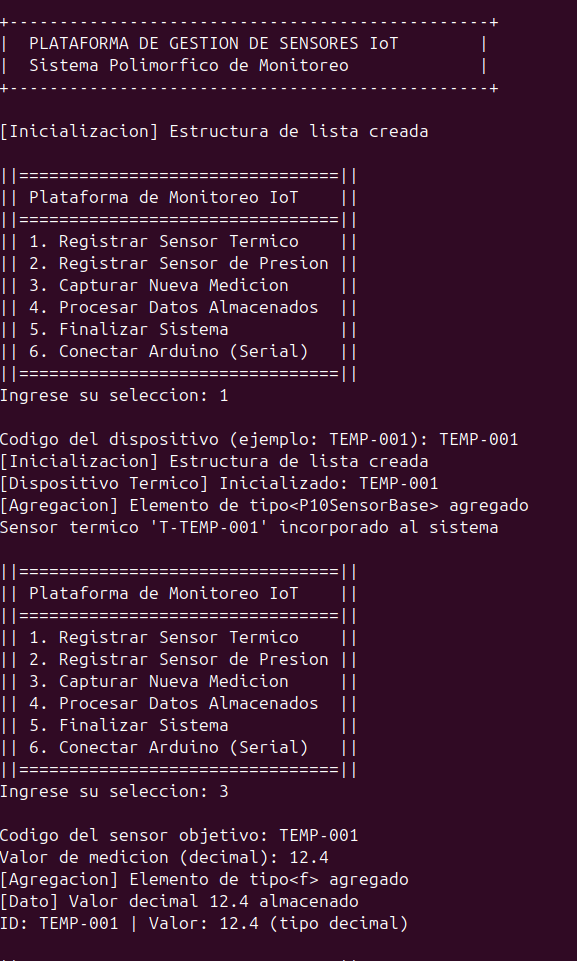 +------------------------------------------------+
|  PLATAFORMA DE GESTION DE SENSORES IoT        |
|  Sistema Polimorfico de Monitoreo             |
+------------------------------------------------+
[Inicializacion] Estructura de lista creada
||================================||
|| Plataforma de Monitoreo IoT    ||
||================================||
|| 1. Registrar Sensor Termico    ||
|| 2. Registrar Sensor de Presion ||
|| 3. Capturar Nueva Medicion     ||
|| 4. Procesar Datos Almacenados  ||
|| 5. Finalizar Sistema           ||
|| 6. Conectar Arduino (Serial)   ||
||================================||
Ingrese su seleccion: 1
Codigo del dispositivo (ejemplo: TEMP-001): TEMP-001
[Inicializacion] Estructura de lista creada
[Dispositivo Termico] Inicializado: TEMP-001
[Agregacion] Elemento de tipo<P10SensorBase> agregado
Sensor termico 'T-TEMP-001' incorporado al sistema
||================================||
|| Plataforma de Monitoreo IoT    ||
||================================||
|| 1. Registrar Sensor Termico    ||
|| 2. Registrar Sensor de Presion ||
|| 3. Capturar Nueva Medicion     ||
|| 4. Procesar Datos Almacenados  ||
|| 5. Finalizar Sistema           ||
|| 6. Conectar Arduino (Serial)   ||
||================================||
Ingrese su seleccion: 3
Codigo del sensor objetivo: TEMP-001
Valor de medicion (decimal): 12.4
[Agregacion] Elemento de tipo<f> agregado
[Dato] Valor decimal 12.4 almacenado
ID: TEMP-001 | Valor: 12.4 (tipo decimal)